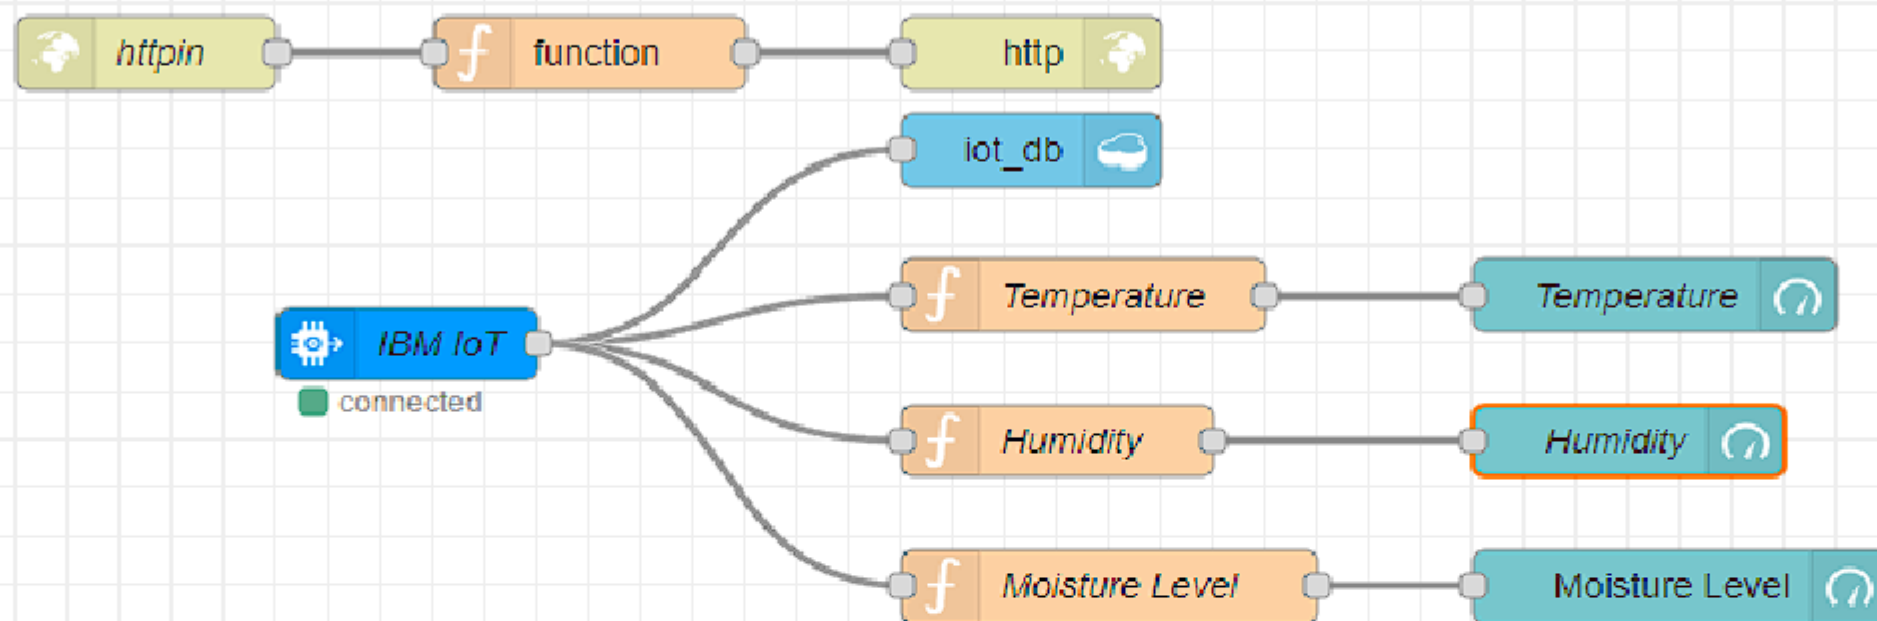 httpin
function
http
iot_db
Temperature
Temperature
IBM IoT
connected
Humidity
Humidity
Moisture Level
Moisture Level